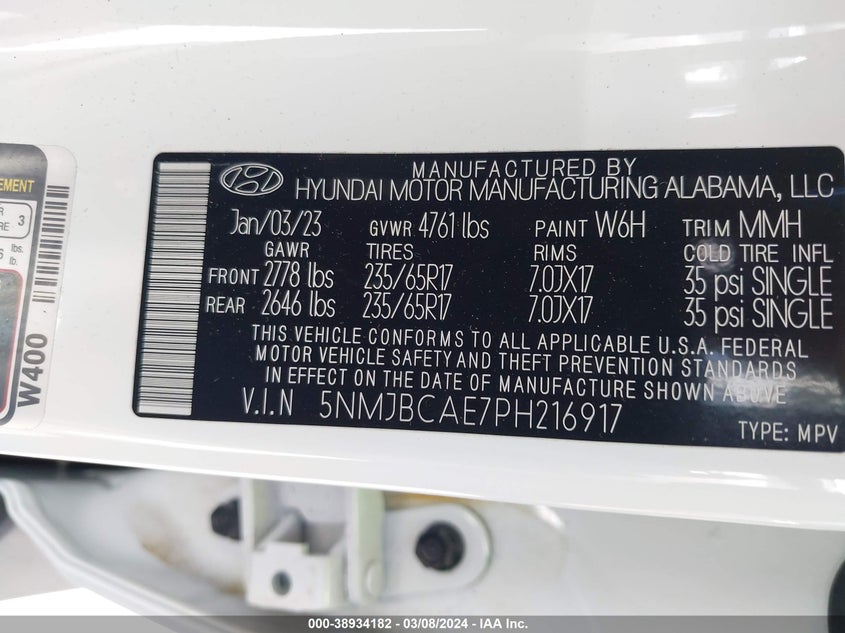 EMENT
3
lbs.
lb.
W400
MANUFACTURED BY
HYUNDAI MOTOR MANUFACTURING ALABAMA, LLC
Jan/03/23 GVWR 4761 lbs PAINT W6H TRIM MMH
GAWR TIRES RIMS COLD TIRE INFL
FRONT 2778 lbs 235/65R17 7.0JX17 35 psi SINGLE
REAR 2646 lbs 235/65R17 7.0JX17 35 psi SINGLE
THIS VEHICLE CONFORMS TO ALL APPLICABLE U.S.A. FEDERAL
MOTOR VEHICLE SAFETY AND THEFT PREVENTION STANDARDS
IN EFFECT ON THE DATE OF MANUFACTURE SHOWN ABOVE
V.I.N 5NMJBCAE7PH216917
TYPE: MPV
000-38934182 - 03/08/2024 - IAA Inc.